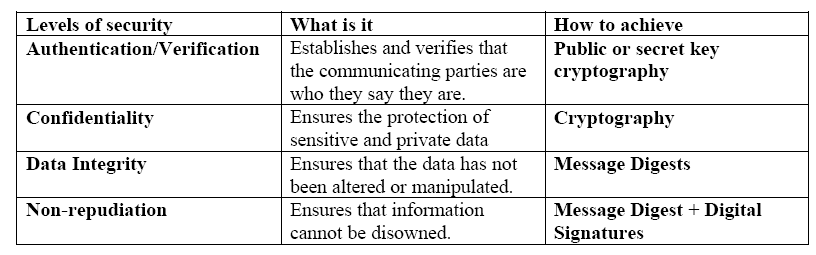 Levels of security What is it How to achieve
Authentication/Verification Establishes and verifies that Public or secret key
the communicating parties are cryptography
who they say they are.
Confidentiality Ensures the protection of Cryptography
sensitive and private data
Data Integrity Ensures that the data has not Message Digests
been altered or manipulated.
Non-repudiation Ensures that information Message Digest + Digital
cannot be disowned. Signatures